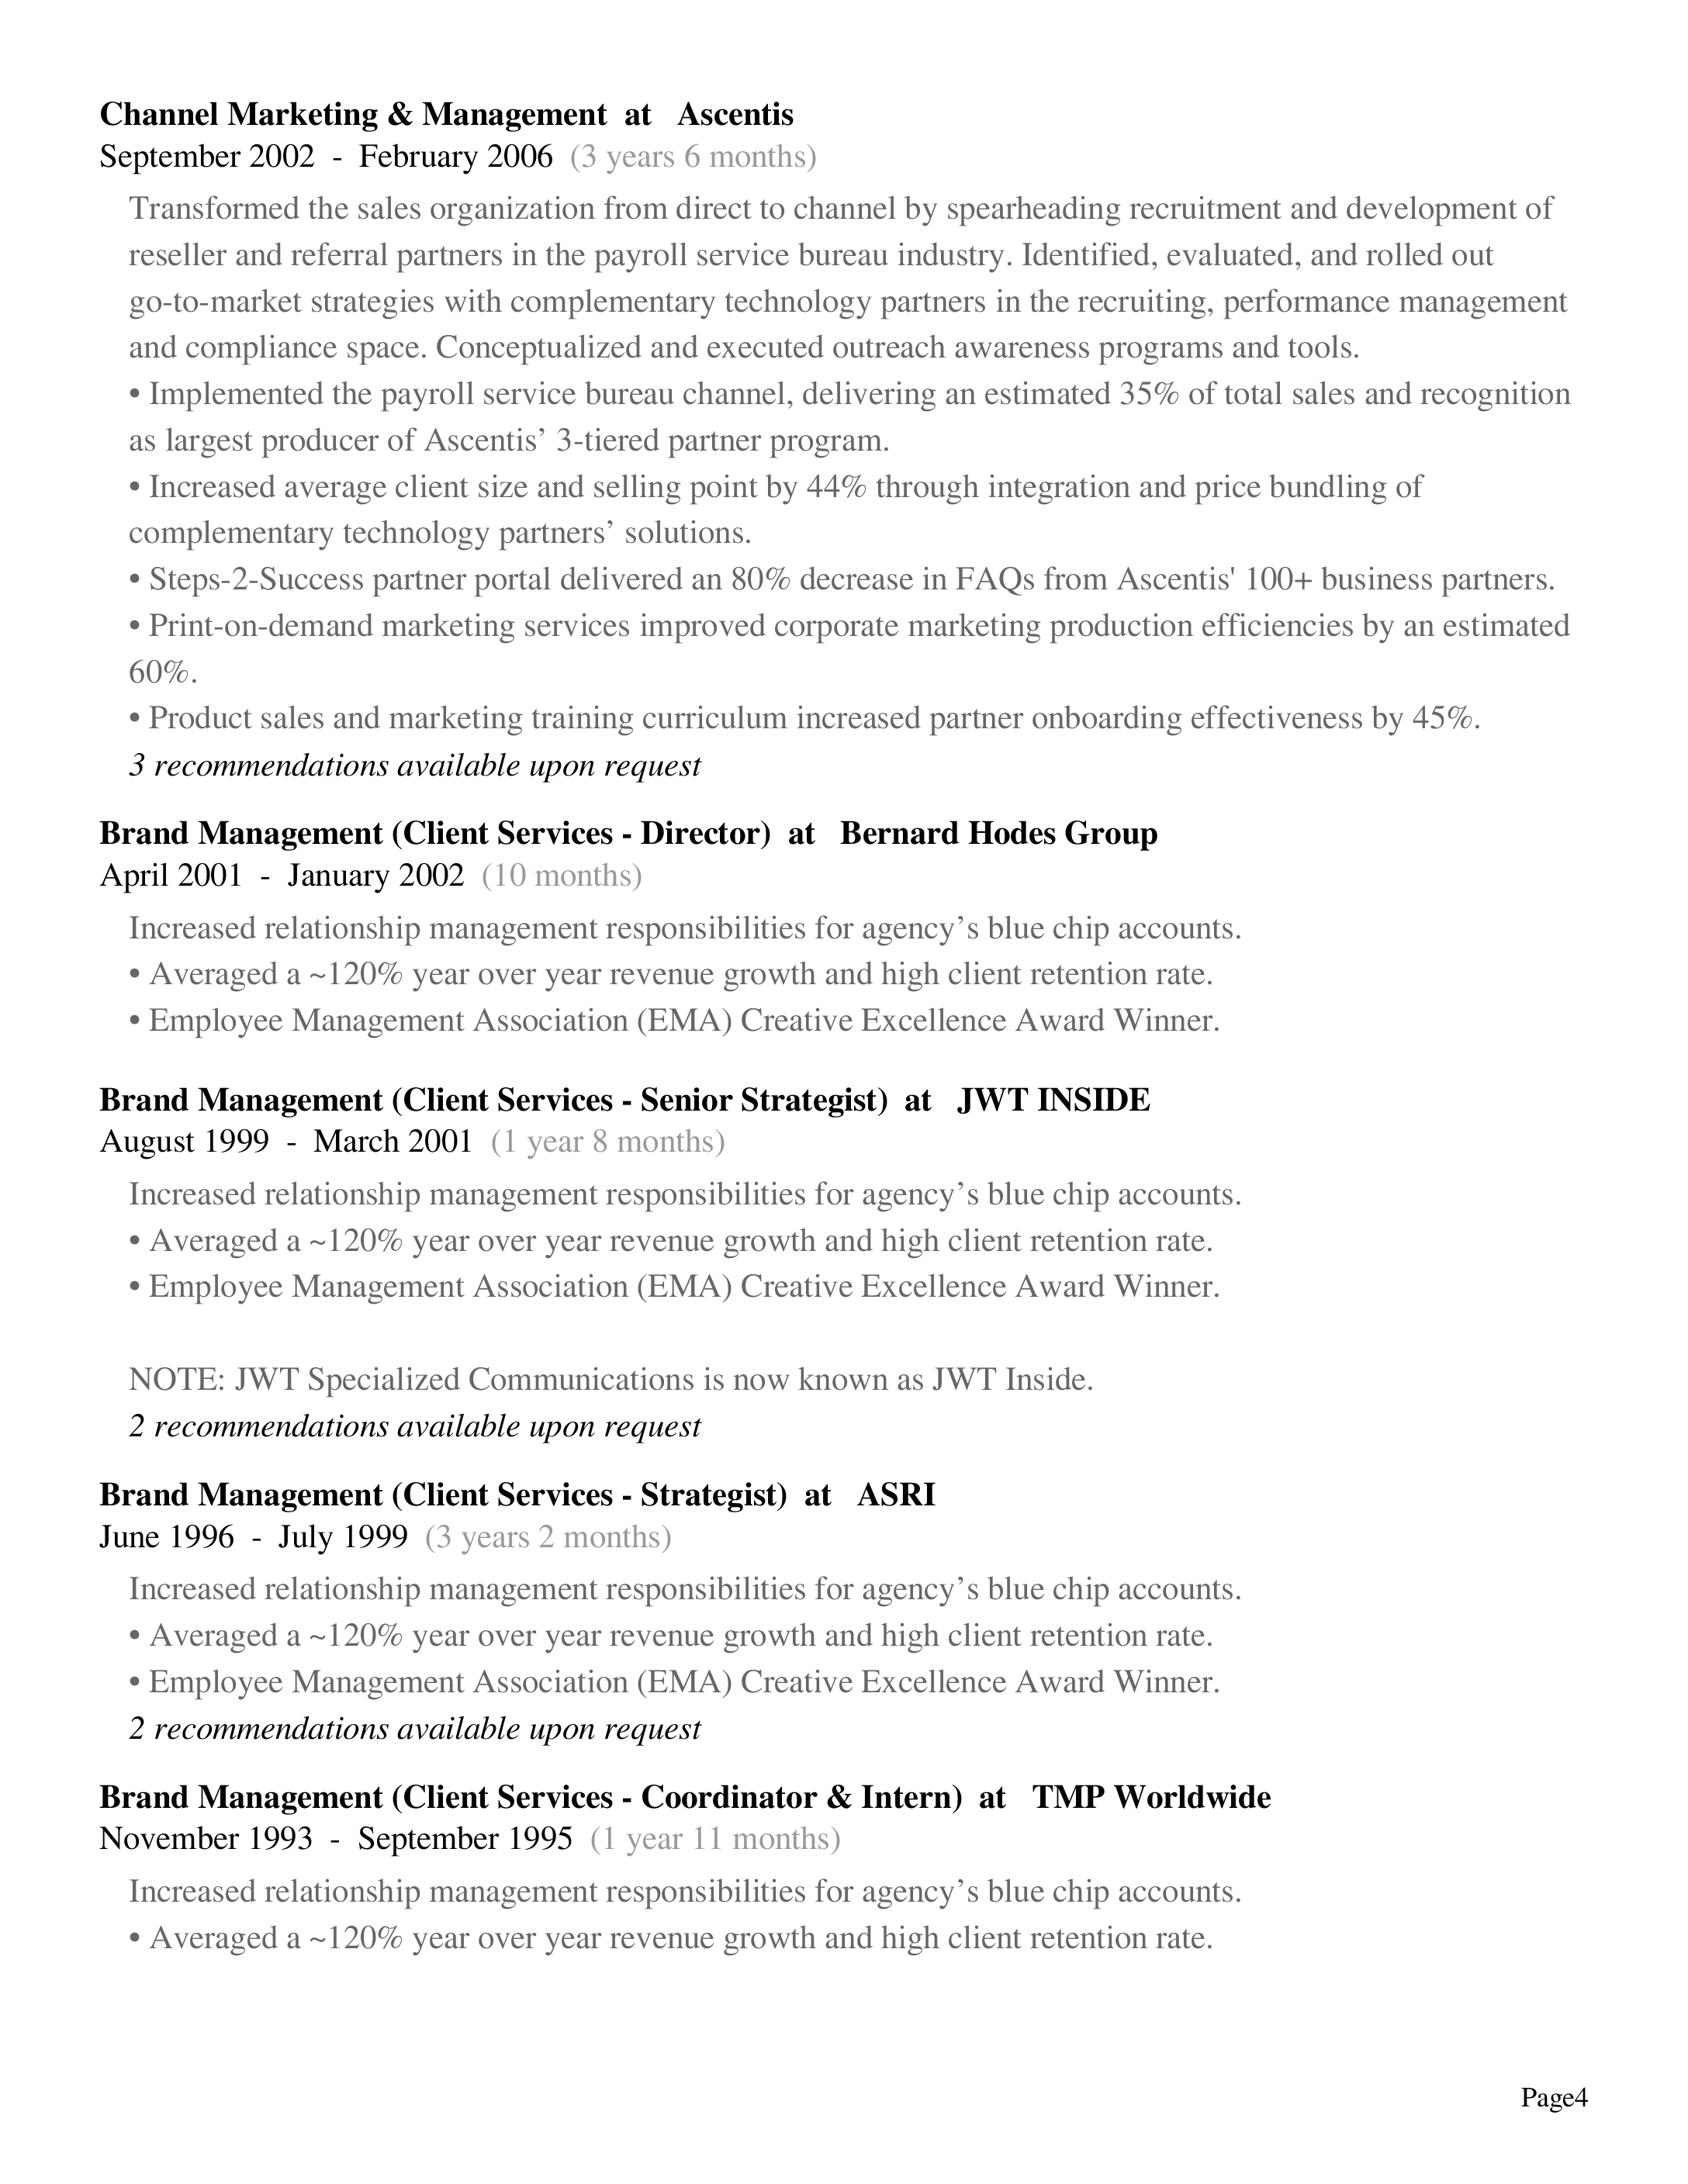 Channel Marketing & Management at Ascentis
September 2002 - February 2006 (3 years 6 months)
Transformed the sales organization from direct to channel by spearheading recruitment and development of
reseller and referral partners in the payroll service bureau industry. Identified, evaluated, and rolled out
go-to-market strategies with complementary technology partners in the recruiting, performance management
and compliance space. Conceptualized and executed outreach awareness programs and tools.
• Implemented the payroll service bureau channel, delivering an estimated 35% of total sales and recognition
as largest producer of Ascentis’ 3-tiered partner program.
• Increased average client size and selling point by 44% through integration and price bundling of
complementary technology partners’ solutions.
• Steps-2-Success partner portal delivered an 80% decrease in FAQs from Ascentis' 100+ business partners.
• Print-on-demand marketing services improved corporate marketing production efficiencies by an estimated
60%.
• Product sales and marketing training curriculum increased partner onboarding effectiveness by 45%.
3 recommendations available upon request
Brand Management (Client Services - Director) at Bernard Hodes Group
April 2001 - January 2002 (10 months)
Increased relationship management responsibilities for agency’s blue chip accounts.
• Averaged a ~120% year over year revenue growth and high client retention rate.
• Employee Management Association (EMA) Creative Excellence Award Winner.
Brand Management (Client Services - Senior Strategist) at JWT INSIDE
August 1999 - March 2001 (1 year 8 months)
Increased relationship management responsibilities for agency’s blue chip accounts.
• Averaged a ~120% year over year revenue growth and high client retention rate.
• Employee Management Association (EMA) Creative Excellence Award Winner.
NOTE: JWT Specialized Communications is now known as JWT Inside.
2 recommendations available upon request
Brand Management (Client Services - Strategist) at ASRI
June 1996 - July 1999 (3 years 2 months)
Increased relationship management responsibilities for agency’s blue chip accounts.
• Averaged a ~120% year over year revenue growth and high client retention rate.
• Employee Management Association (EMA) Creative Excellence Award Winner.
2 recommendations available upon request
Brand Management (Client Services - Coordinator & Intern) at TMP Worldwide
November 1993 - September 1995 (1 year 11 months)
Increased relationship management responsibilities for agency’s blue chip accounts.
• Averaged a ~120% year over year revenue growth and high client retention rate.
Page4